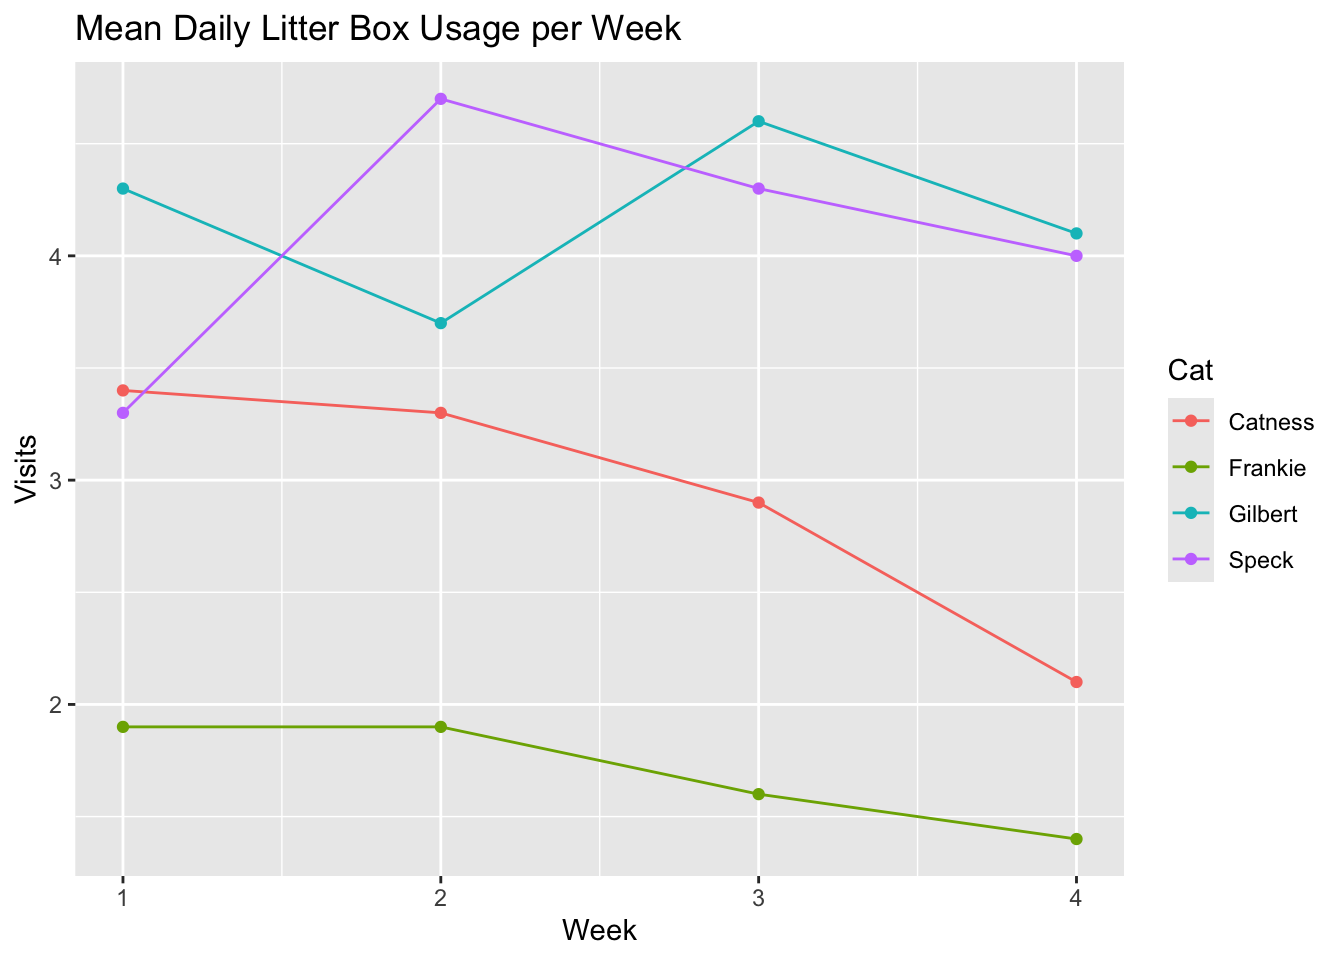 Mean Daily Litter Box Usage per Week
Visits
4
3
2
1 2 3 4
Week
Cat
Catness
Frankie
Gilbert
Speck